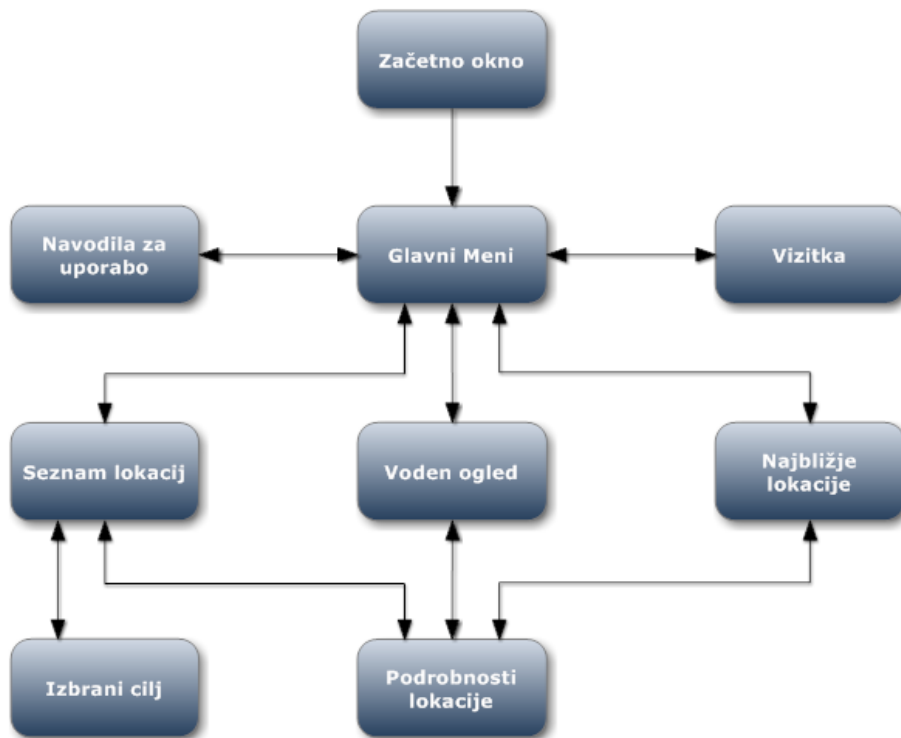 Začetno okno
Navodila za
uporabo
Glavni Meni
Vizitka
Seznam lokacij
Voden ogled
Najbližje
lokacije
Izbrani cilj
Podrobnosti
lokacije